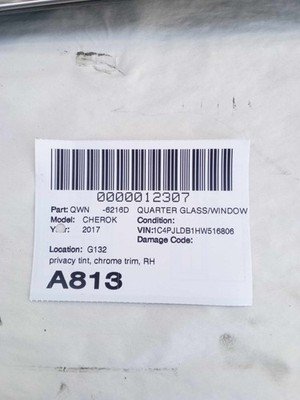 0000012307
Part: QWN -6216D QUARTER GLASS/WINDOW
Model: CHEROK Condition:
2017 VIN:1C4PJLDB1HW516806
Damage Code:
Location: G132
privacy tint, chrome trim, RH
A813